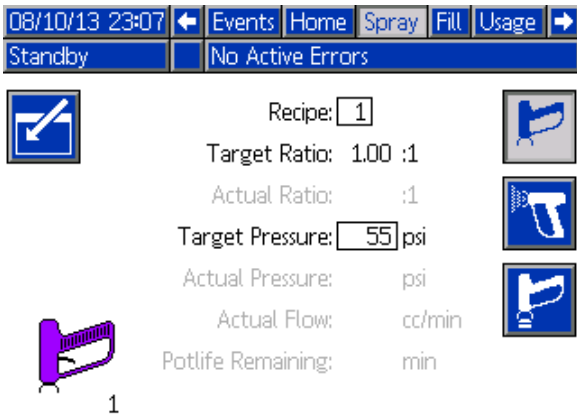 08/10/13 23:07 Events Home Spray Fill Usage
Standby No Active Errors
Recipe: 1
Target Ratio: 1.00 :1
Actual Ratio: :1
Target Pressure: 55 psi
Actual Pressure: psi
Actual Flow: cc/min
Potlife Remaining: min
1